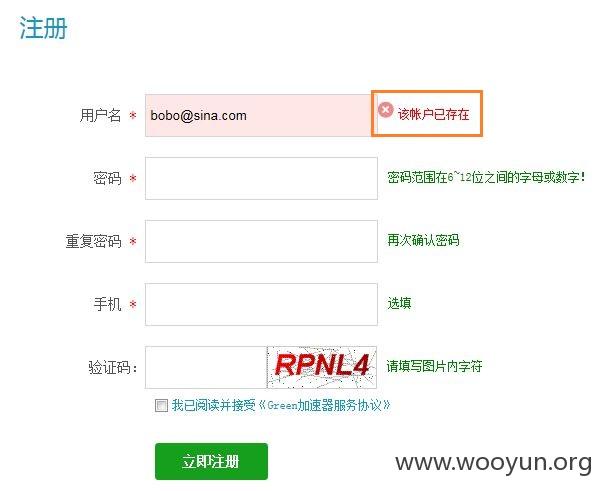 注册
用户名 * bobo@sina.com 该帐户已存在
密码 * 密码范围在6~12位之间的字母或数字!
重复密码 * 再次确认密码
手机 * 选填
验证码: RPNL4 请填写图片内字符
我已阅读并接受《Green加速器服务协议》
立即注册
www.wooyun.org